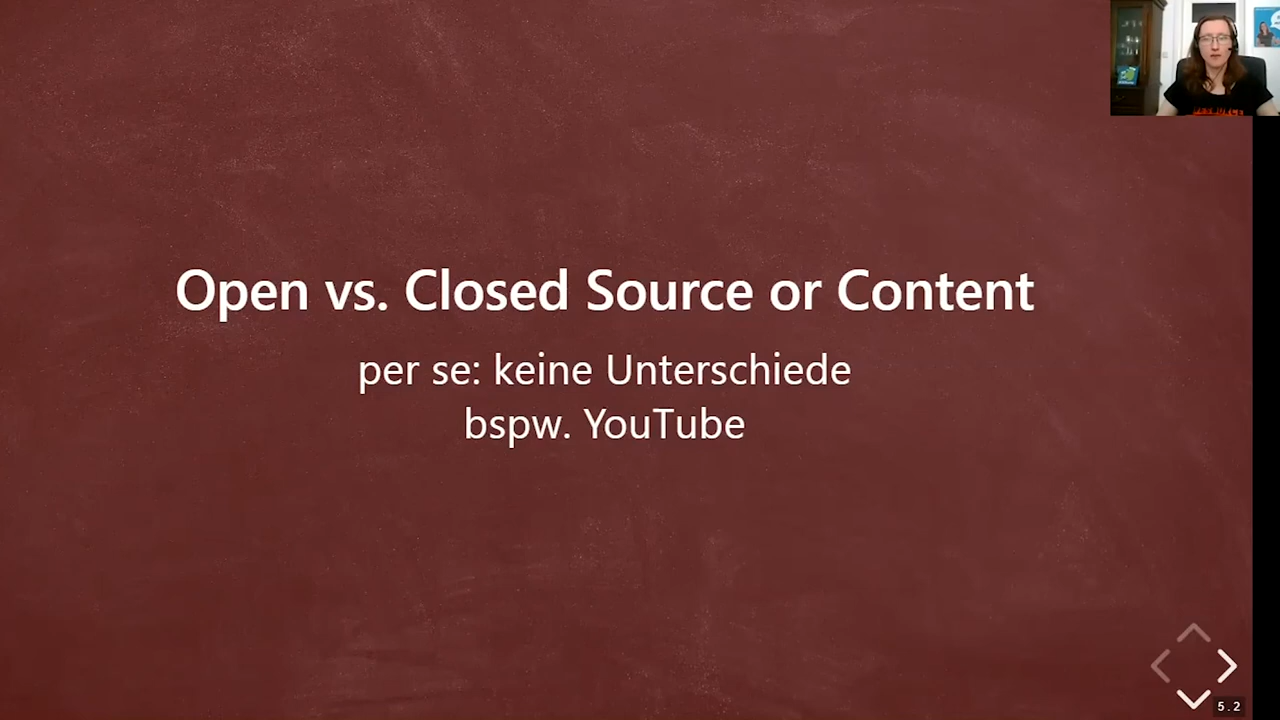 Open vs. Closed Source or Content
per se: keine Unterschiede
bspw. YouTube
5.2